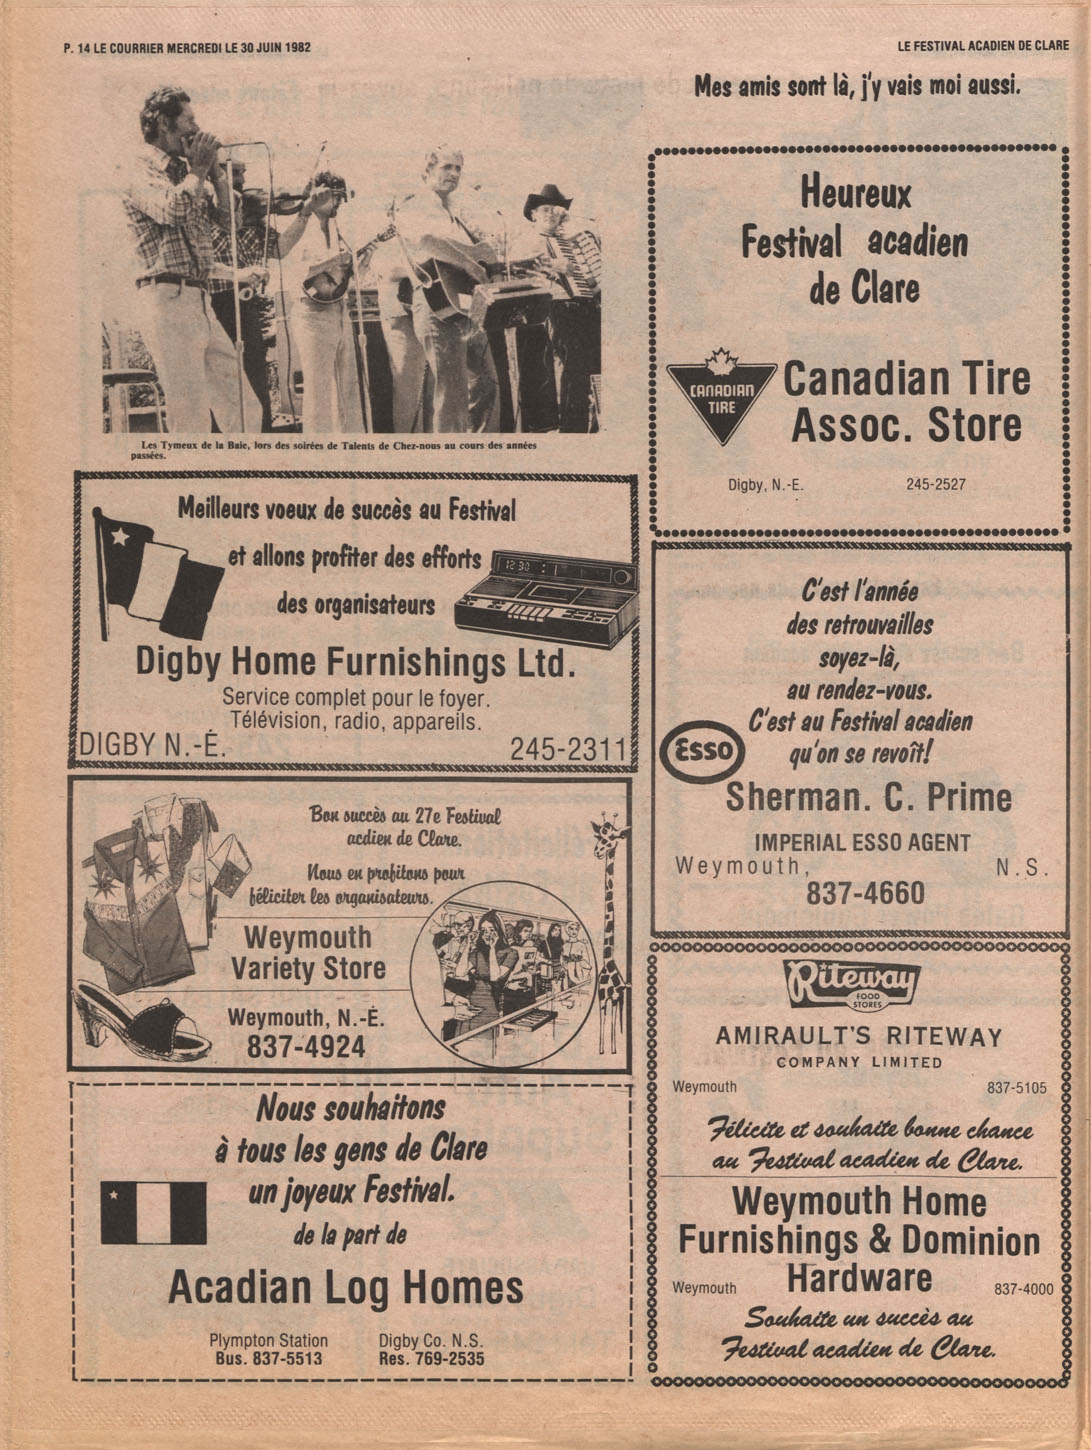 P. 14 LE COURRIER MERCREDI LE 30 JUIN 1982
LE FESTIVAL ACADIEN DE CLARE
Les Tymeux de la Baie, lors des soirées de Talents de Chez-nous au cours des années
passées.
Meilleurs voeux de succès au Festival
et allons profiter des efforts
des organisateurs
12:30
Digby Home Furnishings Ltd.
Service complet pour le foyer.
Télévision, radio, appareils.
DIGBY N.-É.
245-2311
Bon succès au 27e Festival
acdien de Clare.
Nous en profitons pour
féliciter les organisateurs.
Weymouth
Variety Store
Weymouth, N.-É.
837-4924
Nous souhaitons
à tous les gens de Clare
un joyeux Festival.
de la part de
Acadian Log Homes
Plympton Station
Digby Co. N.S.
Bus. 837-5513
Res. 769-2535
Mes amis sont là, j'y vais moi aussi.
Heureux
Festival acadien
de Clare
CANADIAN
TIRE
Canadian Tire
Assoc. Store
Digby, N.-E.
245-2527
C'est l'année
des retrouvailles
soyez-là,
au rendez-vous.
C'est au Festival acadien
qu'on se revoît!
Esso
Sherman. C. Prime
IMPERIAL ESSO AGENT
Weymouth,
N.S.
837-4660
Riteway
FOOD
STORES
AMIRAULT'S RITEWAY
COMPANY LIMITED
Weymouth
837-5105
Félicite et souhaite bonne chance
au Festival acadien de Clare.
Weymouth Home
Furnishings & Dominion
Hardware
Weymouth
837-4000
Souhaite un succès au
Festival acadien de Clare.